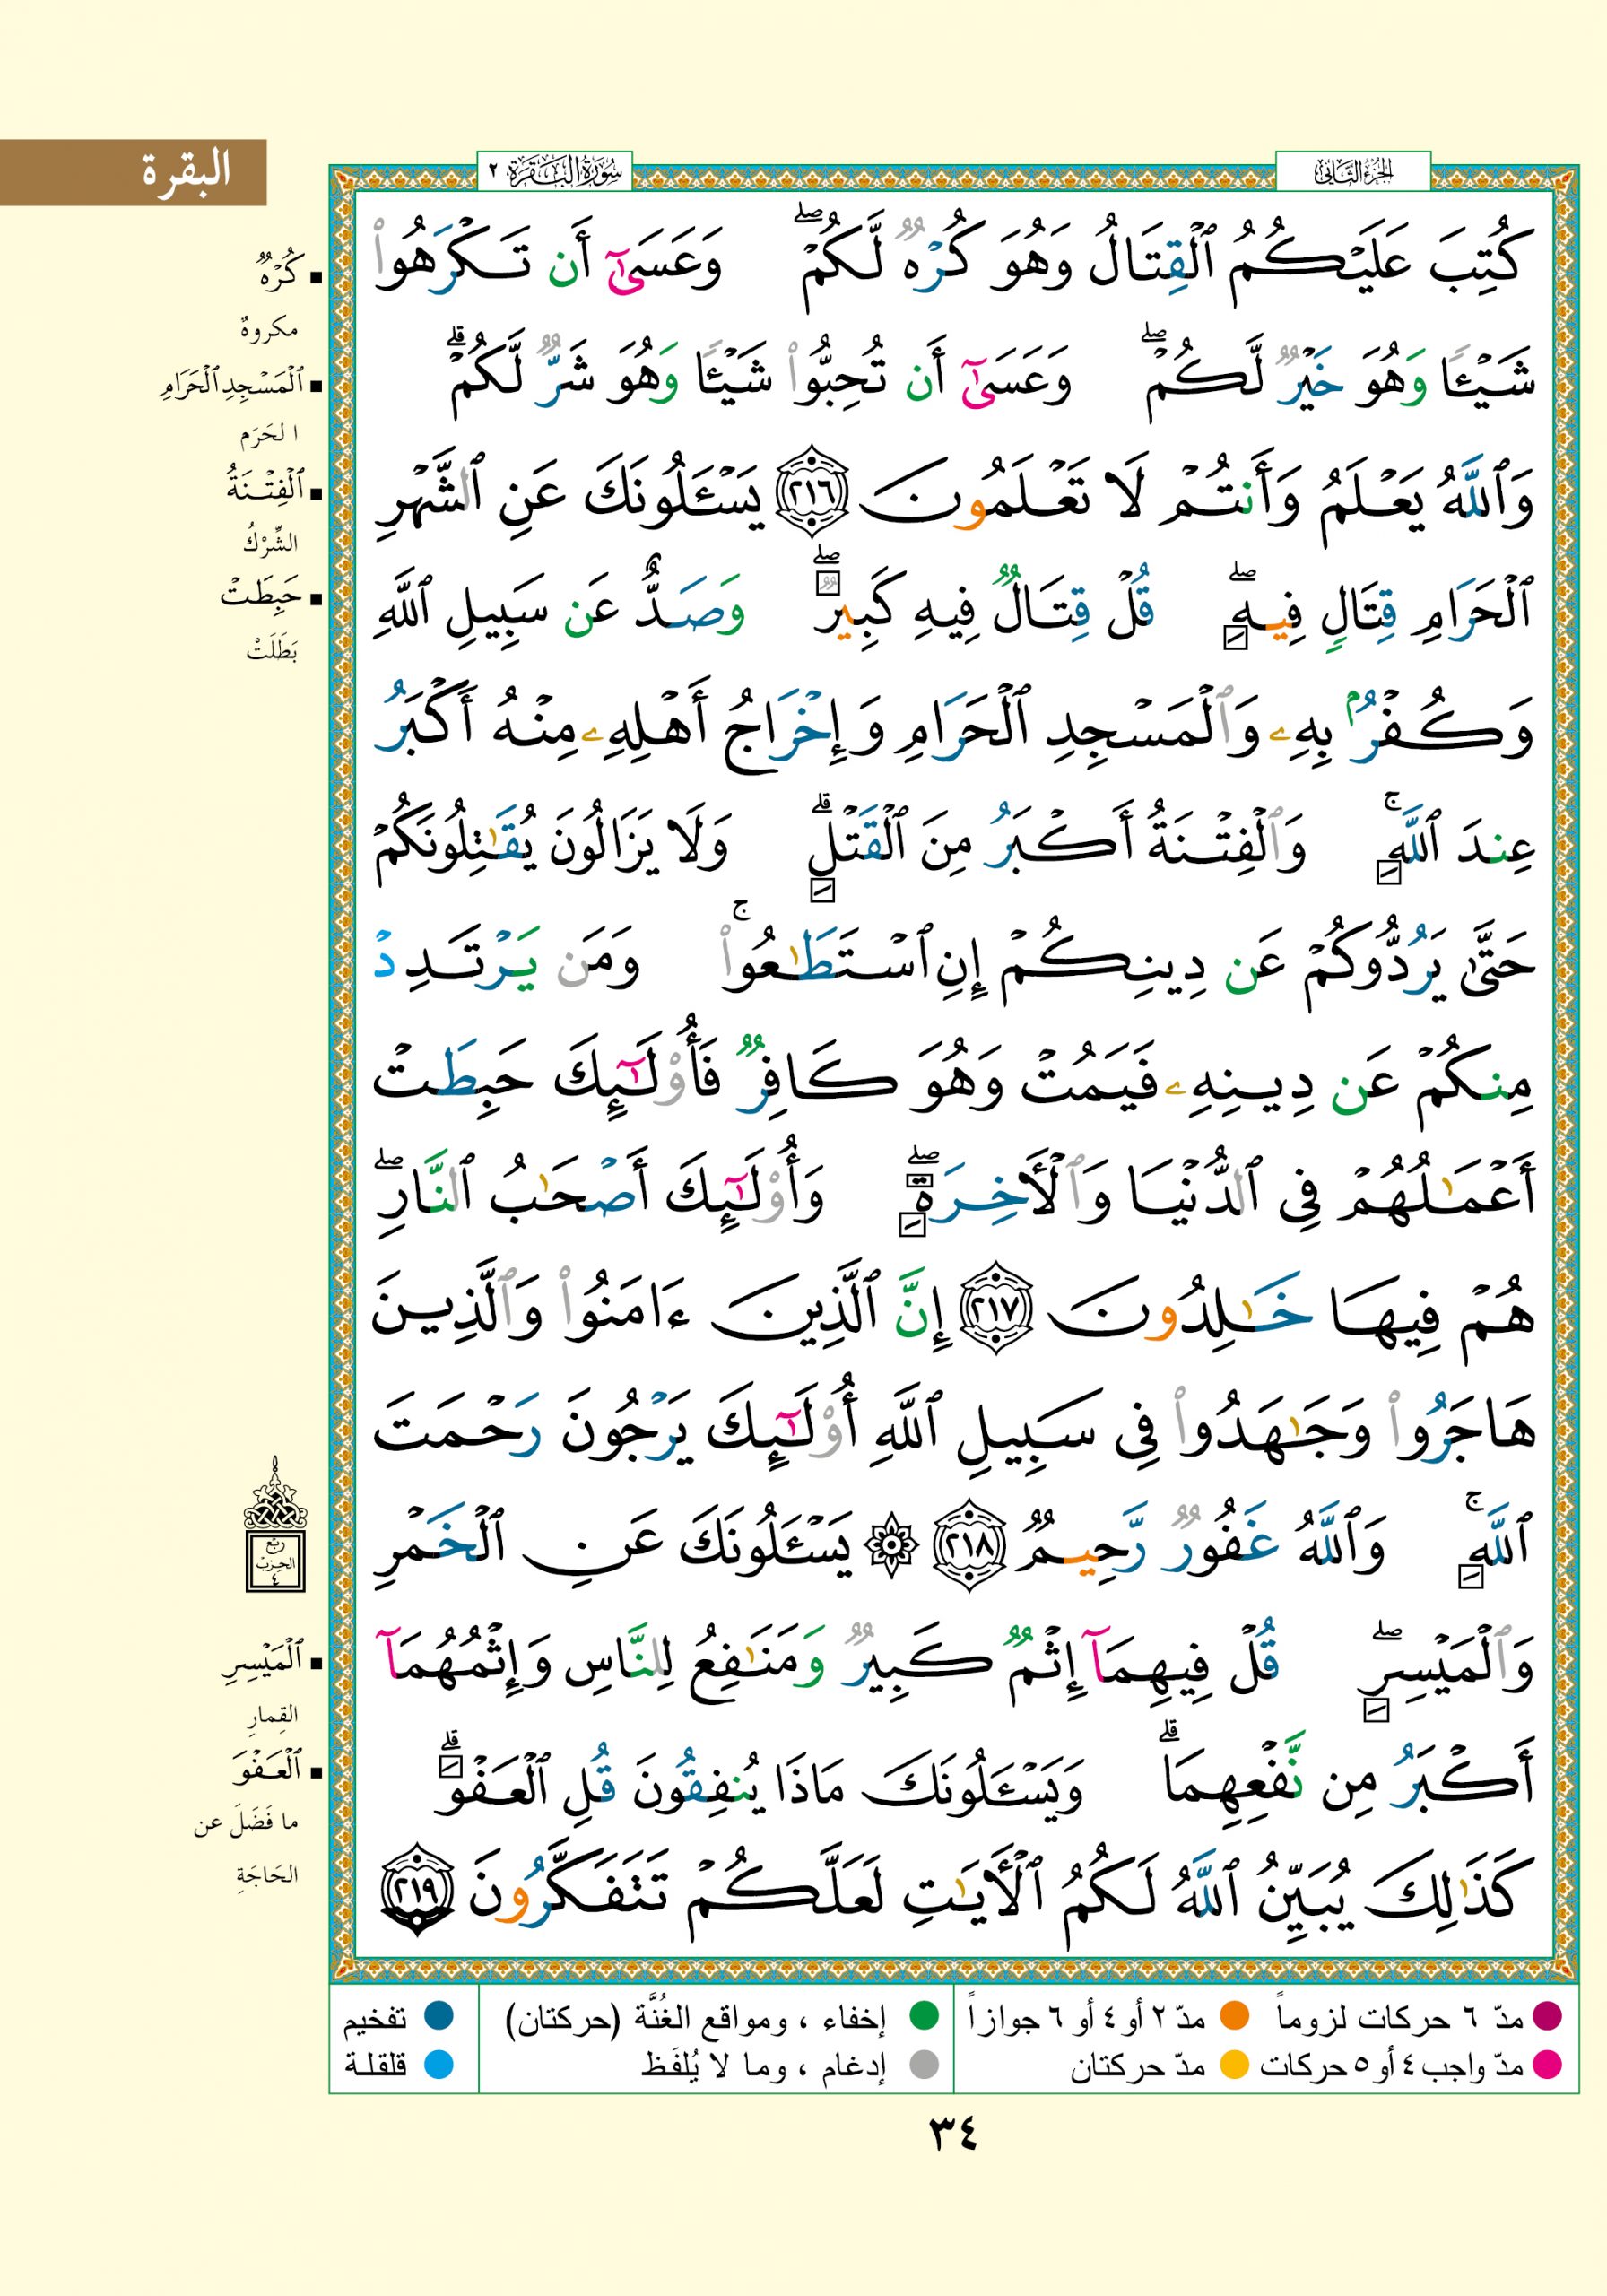 البقرة
سُورَةُ البَقَرَة ٢
الجزء الثاني
كُتِبَ عَلَيۡكُمُ ٱلۡقِتَالُ وَهُوَ كُرۡهٞ لَّكُمۡۖ وَعَسَىٰٓ أَن تَكۡرَهُواْ
شَيۡـٔٗا وَهُوَ خَيۡرٞ لَّكُمۡۖ وَعَسَىٰٓ أَن تُحِبُّواْ شَيۡـٔٗا وَهُوَ شَرّٞ لَّكُمۡۚ
وَٱللَّهُ يَعۡلَمُ وَأَنتُمۡ لَا تَعۡلَمُونَ ٢١٦ يَسۡـَٔلُونَكَ عَنِ ٱلشَّهۡرِ
ٱلۡحَرَامِ قِتَالٖ فِيهِۖ قُلۡ قِتَالٞ فِيهِ كَبِيرٞۖ وَصَدٌّ عَن سَبِيلِ ٱللَّهِ
وَكُفۡرُۢ بِهِۦ وَٱلۡمَسۡجِدِ ٱلۡحَرَامِ وَإِخۡرَاجُ أَهۡلِهِۦ مِنۡهُ أَكۡبَرُ
عِندَ ٱللَّهِۚ وَٱلۡفِتۡنَةُ أَكۡبَرُ مِنَ ٱلۡقَتۡلِۗ وَلَا يَزَالُونَ يُقَٰتِلُونَكُمۡ
حَتَّىٰ يَرُدُّوكُمۡ عَن دِينِكُمۡ إِنِ ٱسۡتَطَٰعُواْۚ وَمَن يَرۡتَدِدۡ
مِنكُمۡ عَن دِينِهِۦ فَيَمُتۡ وَهُوَ كَافِرٞ فَأُوْلَٰٓئِكَ حَبِطَتۡ
أَعۡمَٰلُهُمۡ فِي ٱلدُّنۡيَا وَٱلۡأٓخِرَةِۖ وَأُوْلَٰٓئِكَ أَصۡحَٰبُ ٱلنَّارِۖ
هُمۡ فِيهَا خَٰلِدُونَ ٢١٧ إِنَّ ٱلَّذِينَ ءَامَنُواْ وَٱلَّذِينَ
هَاجَرُواْ وَجَٰهَدُواْ فِي سَبِيلِ ٱللَّهِ أُوْلَٰٓئِكَ يَرۡجُونَ رَحۡمَتَ
ٱللَّهِۚ وَٱللَّهُ غَفُورٞ رَّحِيمٞ ٢١٨ ۞ يَسۡـَٔلُونَكَ عَنِ ٱلۡخَمۡرِ
وَٱلۡمَيۡسِرِۖ قُلۡ فِيهِمَآ إِثۡمٞ كَبِيرٞ وَمَنَٰفِعُ لِلنَّاسِ وَإِثۡمُهُمَآ
أَكۡبَرُ مِن نَّفۡعِهِمَاۗ وَيَسۡـَٔلُونَكَ مَاذَا يُنفِقُونَ قُلِ ٱلۡعَفۡوَۗ
كَذَٰلِكَ يُبَيِّنُ ٱللَّهُ لَكُمُ ٱلۡأٓيَٰتِ لَعَلَّكُمۡ تَتَفَكَّرُونَ ٢١٩
كُرۡهٞ
مكروهٌ
ٱلۡمَسۡجِدِ ٱلۡحَرَامِ
الحَرَم
ٱلۡفِتۡنَةُ
الشِّرْكُ
حَبِطَتۡ
بَطَلَتْ
ربع
الحزب
٤
ٱلۡمَيۡسِرِ
القِمارِ
ٱلۡعَفۡوَ
ما فَضَلَ عن
الحَاجَةِ
مدّ ٦ حركات لزوماً مدّ ٢ أو ٤ أو ٦ جوازاً إخفاء ، ومواقع الغُنَّة (حركتان) تفخيم
مدّ واجب ٤ أو ٥ حركات مدّ حركتان إدغام ، وما لا يُلفَظ قلقلة
٣٤